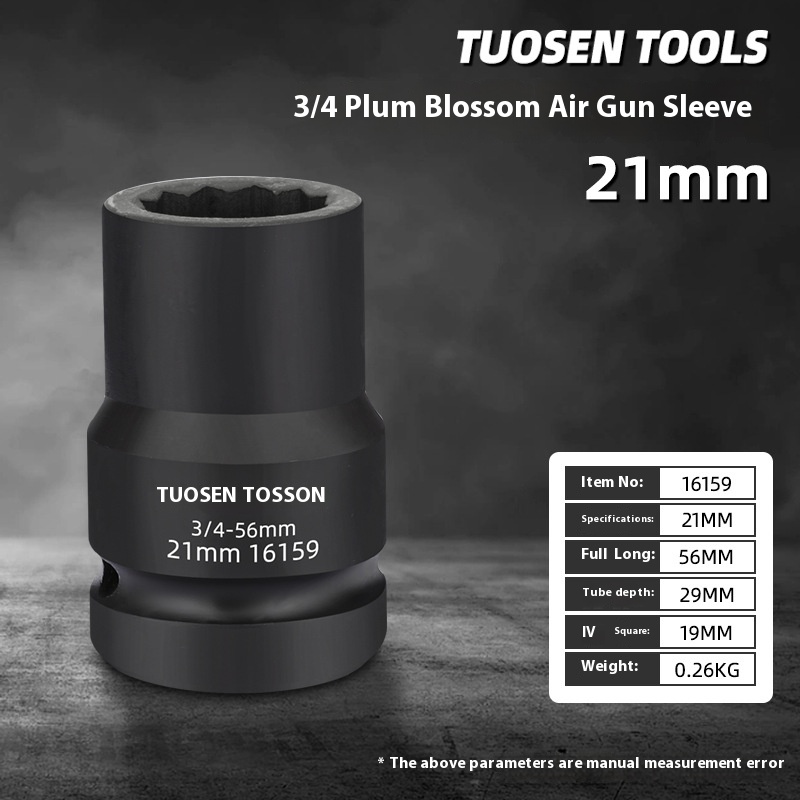 TUOSEN TOOLS
3/4 Plum Blossom Air Gun Sleeve
21mm
TUOSEN TOSSON
3/4-56mm
21mm 16159
Item No: 16159
Specifications: 21MM
Full Long: 56MM
Tube depth: 29MM
IV Square: 19MM
Weight: 0.26KG
* The above parameters are manual measurement error